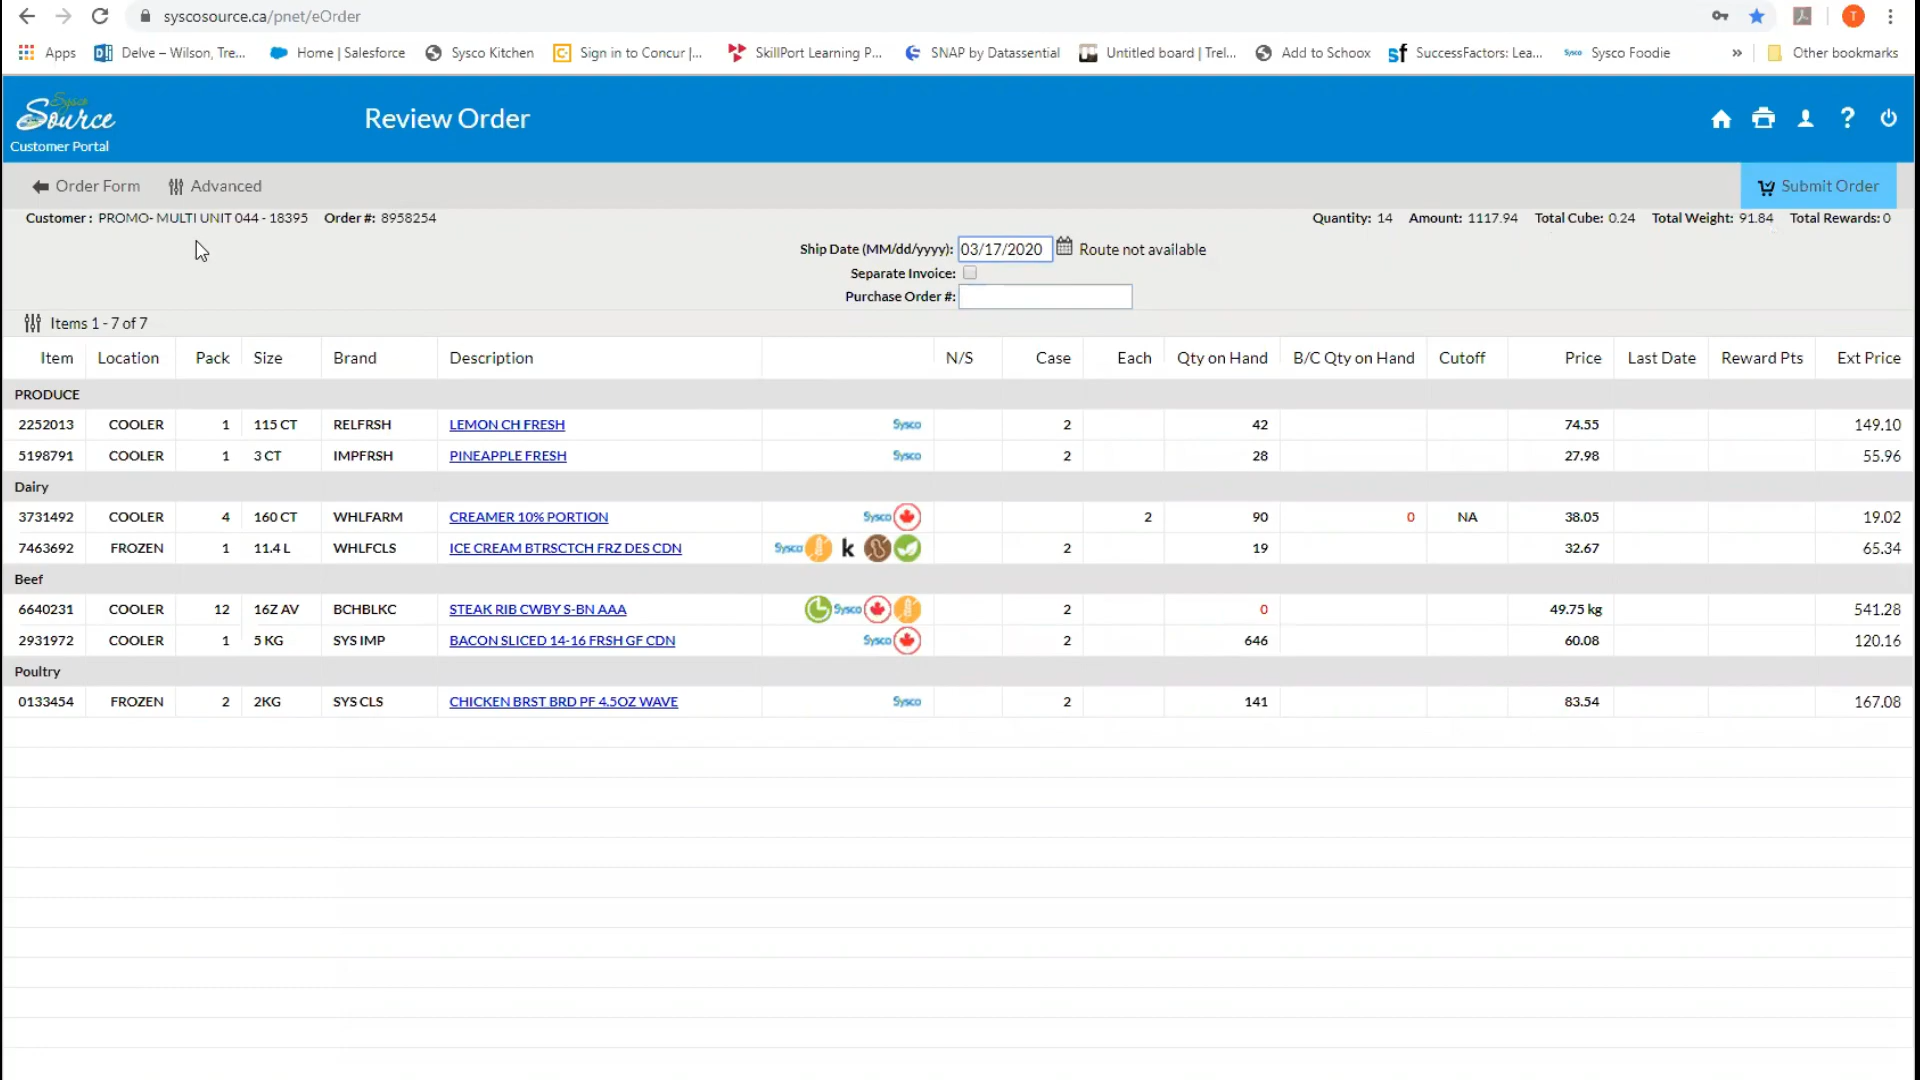 syscosource.ca/pnet/eOrder
T
Apps Delve – Wilson, Tre... Home | Salesforce Sysco Kitchen Sign in to Concur |... SkillPort Learning P... SNAP by Datassential Untitled board | Trel... Add to Schoox SuccessFactors: Lea... Sysco Foodie » Other bookmarks
Sysco
Source
Customer Portal
Review Order
?
Order Form Advanced Submit Order
Customer : PROMO- MULTI UNIT 044 - 18395 Order #: 8958254 Quantity: 14 Amount: 1117.94 Total Cube: 0.24 Total Weight: 91.84 Total Rewards: 0
Ship Date (MM/dd/yyyy): 03/17/2020 Route not available
Separate Invoice:
Purchase Order #:
Items 1 - 7 of 7
Item Location Pack Size Brand Description N/S Case Each Qty on Hand B/C Qty on Hand Cutoff Price Last Date Reward Pts Ext Price
PRODUCE
2252013 COOLER 1 115 CT RELFRSH LEMON CH FRESH Sysco 2 42 74.55 149.10
5198791 COOLER 1 3 CT IMPFRSH PINEAPPLE FRESH Sysco 2 28 27.98 55.96
Dairy
3731492 COOLER 4 160 CT WHLFARM CREAMER 10% PORTION Sysco 2 90 0 NA 38.05 19.02
7463692 FROZEN 1 11.4 L WHLFCLS ICE CREAM BTRSCTCH FRZ DES CDN Sysco k 2 19 32.67 65.34
Beef
6640231 COOLER 12 16Z AV BCHBLKC STEAK RIB CWBY S-BN AAA Sysco 2 0 49.75 kg 541.28
2931972 COOLER 1 5 KG SYS IMP BACON SLICED 14-16 FRSH GF CDN Sysco 2 646 60.08 120.16
Poultry
0133454 FROZEN 2 2KG SYS CLS CHICKEN BRST BRD PF 4.5OZ WAVE Sysco 2 141 83.54 167.08